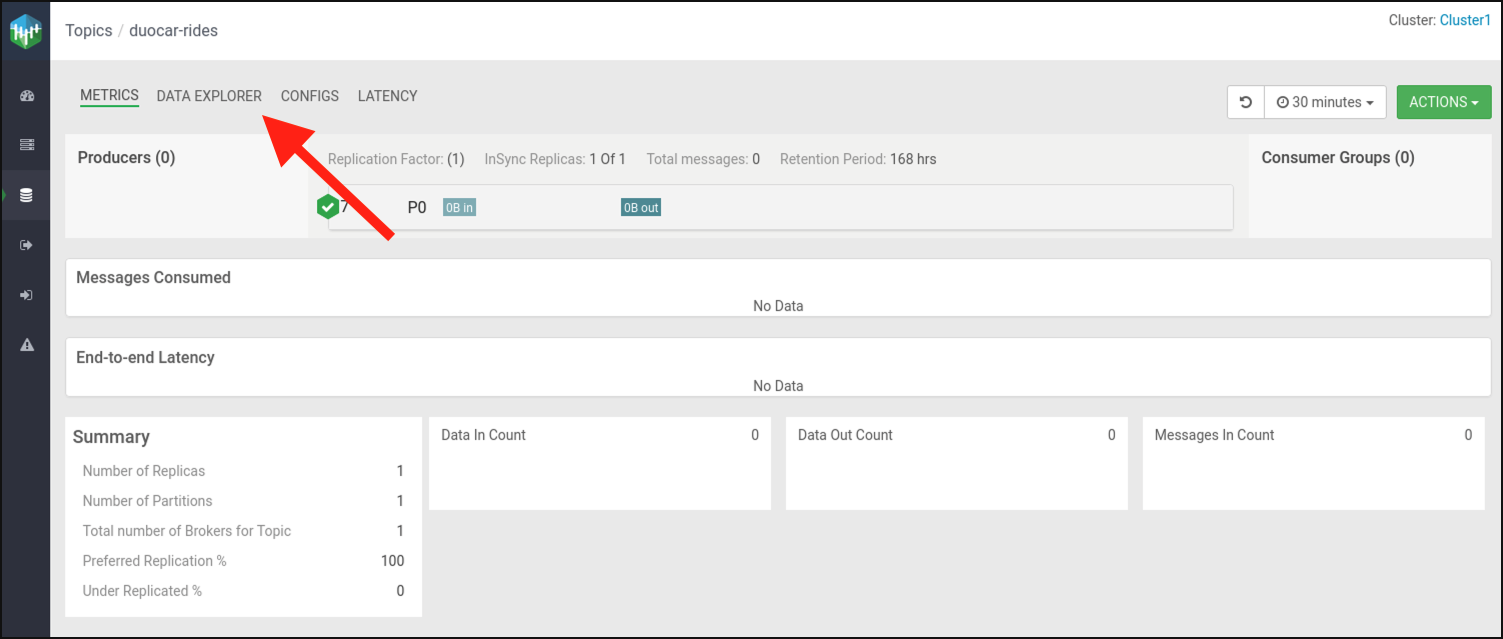 Topics / duocar-rides
Cluster: Cluster1
METRICS DATA EXPLORER CONFIGS LATENCY
30 minutes
ACTIONS
Producers (0)
Replication Factor: (1) InSync Replicas: 1 Of 1 Total messages: 0 Retention Period: 168 hrs
Consumer Groups (0)
7 P0 0B in 0B out
Messages Consumed
No Data
End-to-end Latency
No Data
Summary
Number of Replicas 1
Number of Partitions 1
Total number of Brokers for Topic 1
Preferred Replication % 100
Under Replicated % 0
Data In Count 0
Data Out Count 0
Messages In Count 0